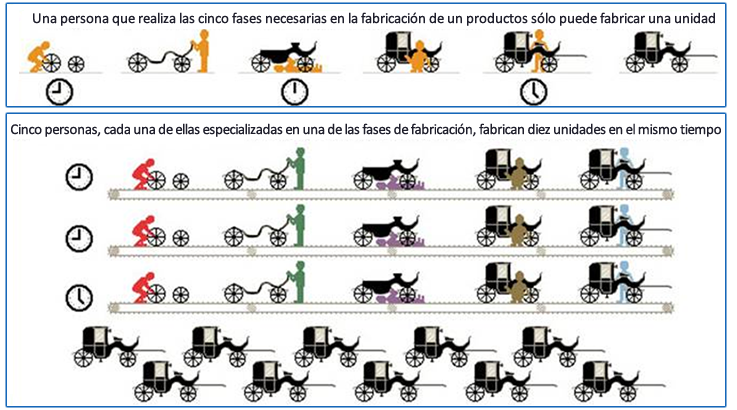 Una persona que realiza las cinco fases necesarias en la fabricación de un productos sólo puede fabricar una unidad
Cinco personas, cada una de ellas especializadas en una de las fases de fabricación, fabrican diez unidades en el mismo tiempo